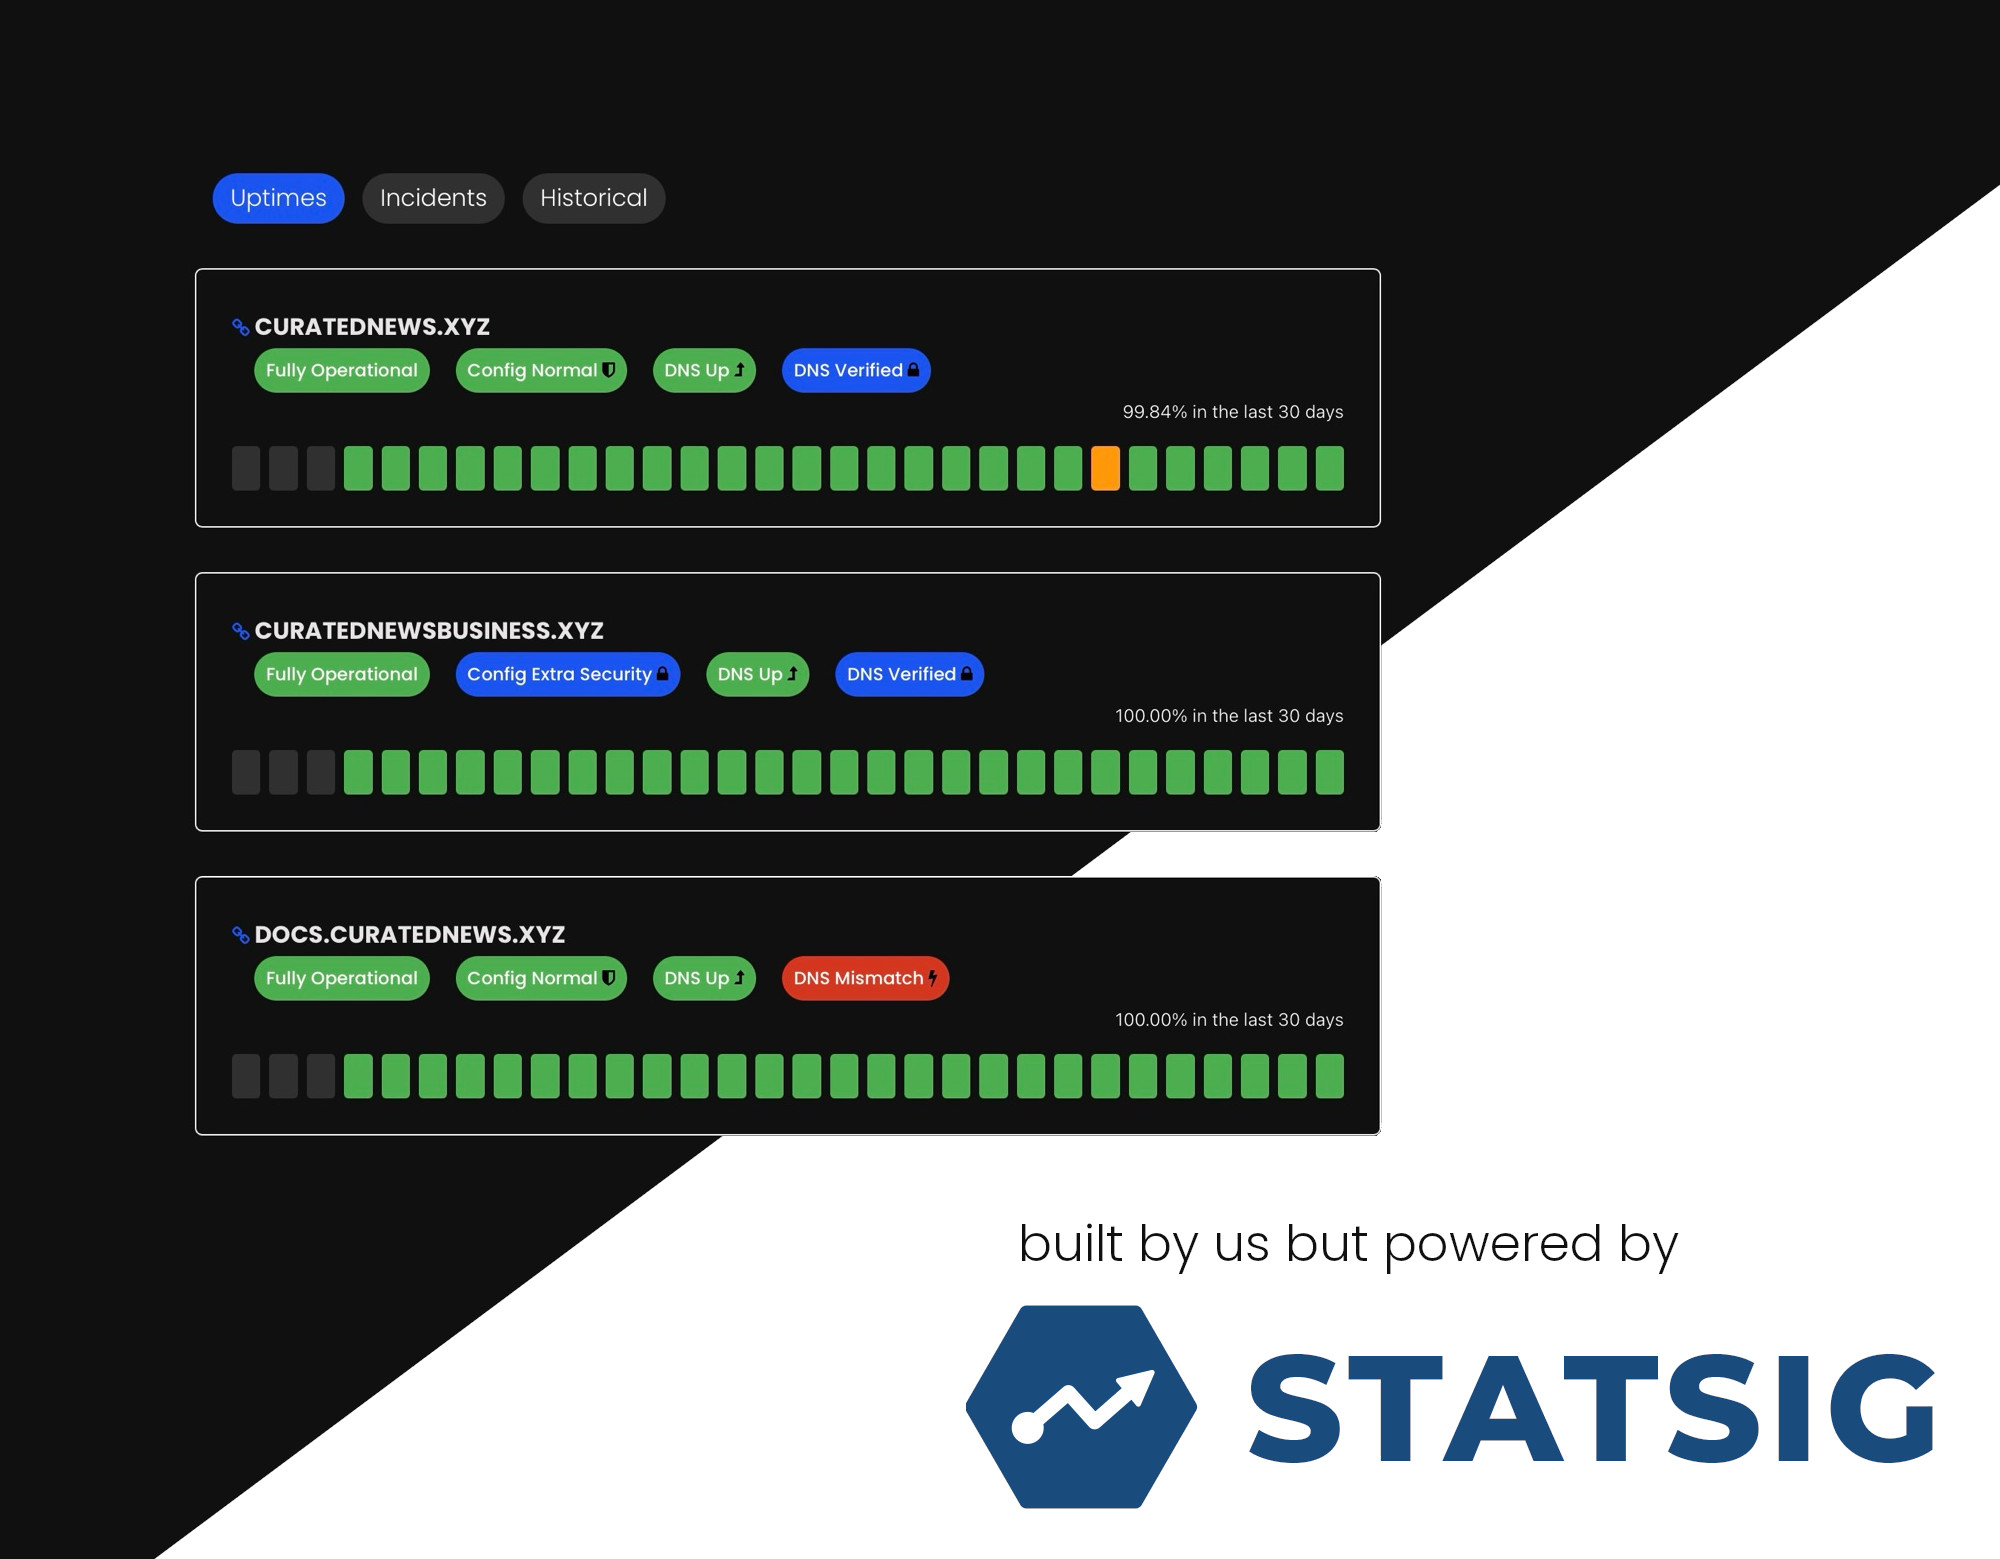 Uptimes Incidents Historical
CURATEDNEWS.XYZ
Fully Operational Config Normal DNS Up DNS Verified
99.84% in the last 30 days
CURATEDNEWSBUSINESS.XYZ
Fully Operational Config Extra Security DNS Up DNS Verified
100.00% in the last 30 days
DOCS.CURATEDNEWS.XYZ
Fully Operational Config Normal DNS Up DNS Mismatch
100.00% in the last 30 days
built by us but powered by
STATSIG